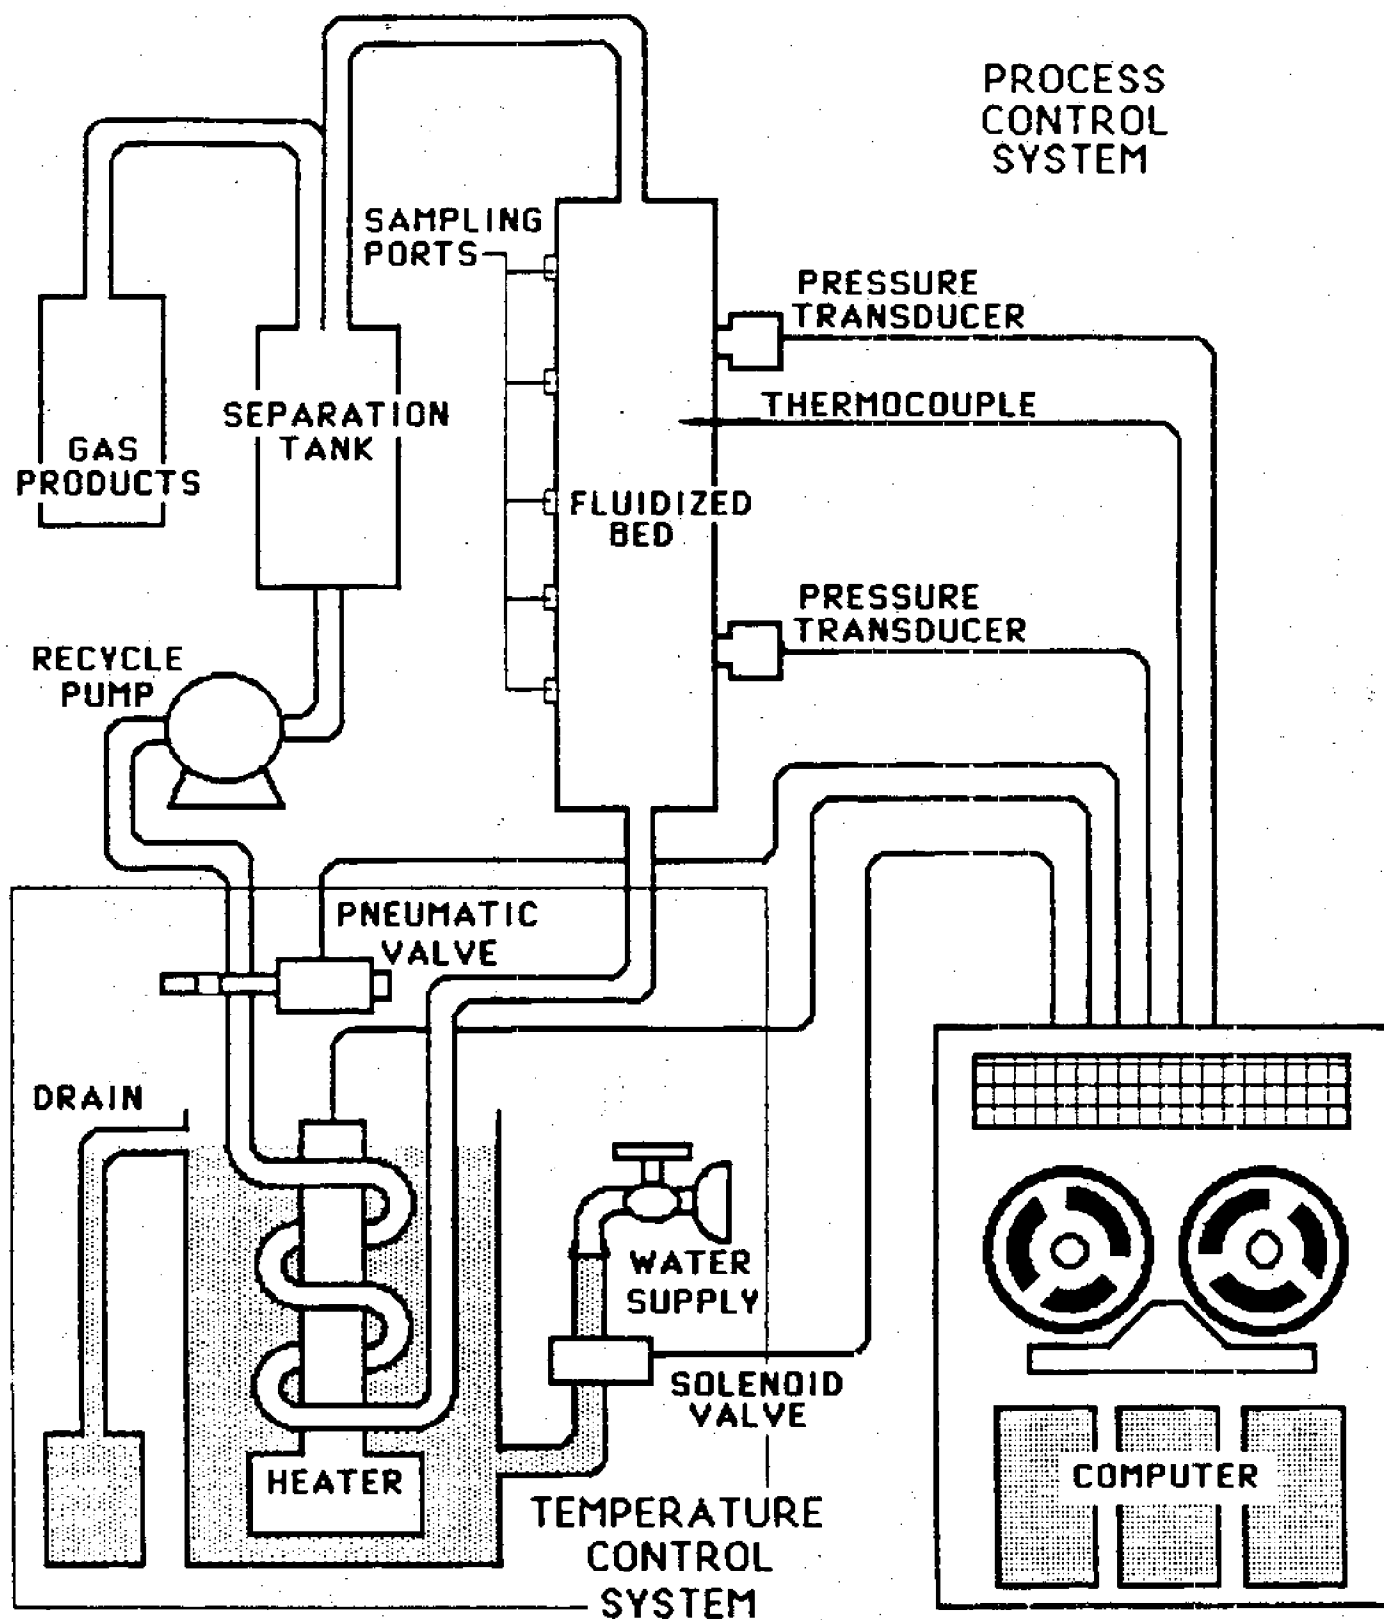 PROCESS
CONTROL
SYSTEM
SAMPLING
PORTS
PRESSURE
TRANSDUCER
THERMOCOUPLE
SEPARATION
TANK
GAS
PRODUCTS
FLUIDIZED
BED
PRESSURE
TRANSDUCER
RECYCLE
PUMP
PNEUMATIC
VALVE
DRAIN
WATER
SUPPLY
SOLENOID
VALVE
HEATER
COMPUTER
TEMPERATURE
CONTROL
SYSTEM